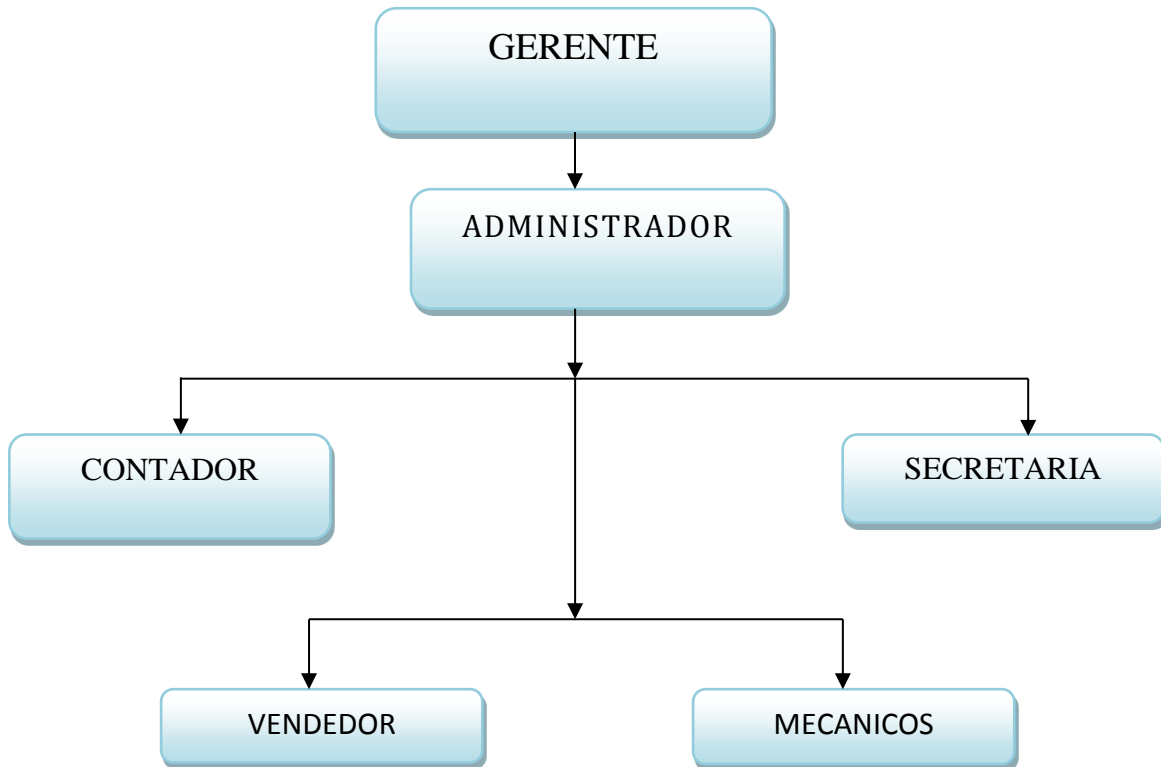 GERENTE
ADMINISTRADOR
CONTADOR
SECRETARIA
VENDEDOR
MECANICOS